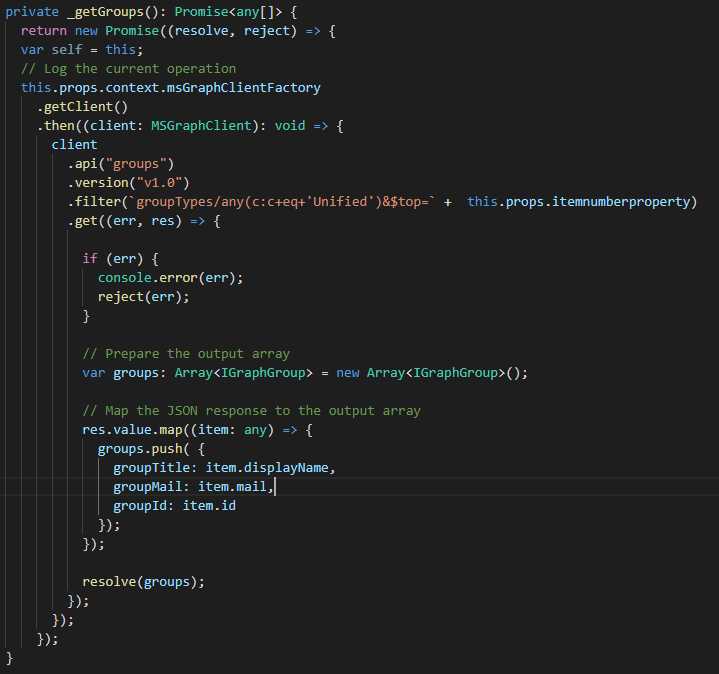 private _getGroups(): Promise<any[]> {
return new Promise((resolve, reject) => {
var self = this;
// Log the current operation
this.props.context.msGraphClientFactory
.getClient()
.then((client: MSGraphClient): void => {
client
.api("groups")
.version("v1.0")
.filter(`groupTypes/any(c:c+eq+'Unified')&$top=` +  this.props.itemnumberproperty)
.get((err, res) => {
if (err) {
console.error(err);
reject(err);
}
// Prepare the output array
var groups: Array<IGraphGroup> = new Array<IGraphGroup>();
// Map the JSON response to the output array
res.value.map((item: any) => {
groups.push( {
groupTitle: item.displayName,
groupMail: item.mail,
groupId: item.id
});
});
resolve(groups);
});
});
});
}